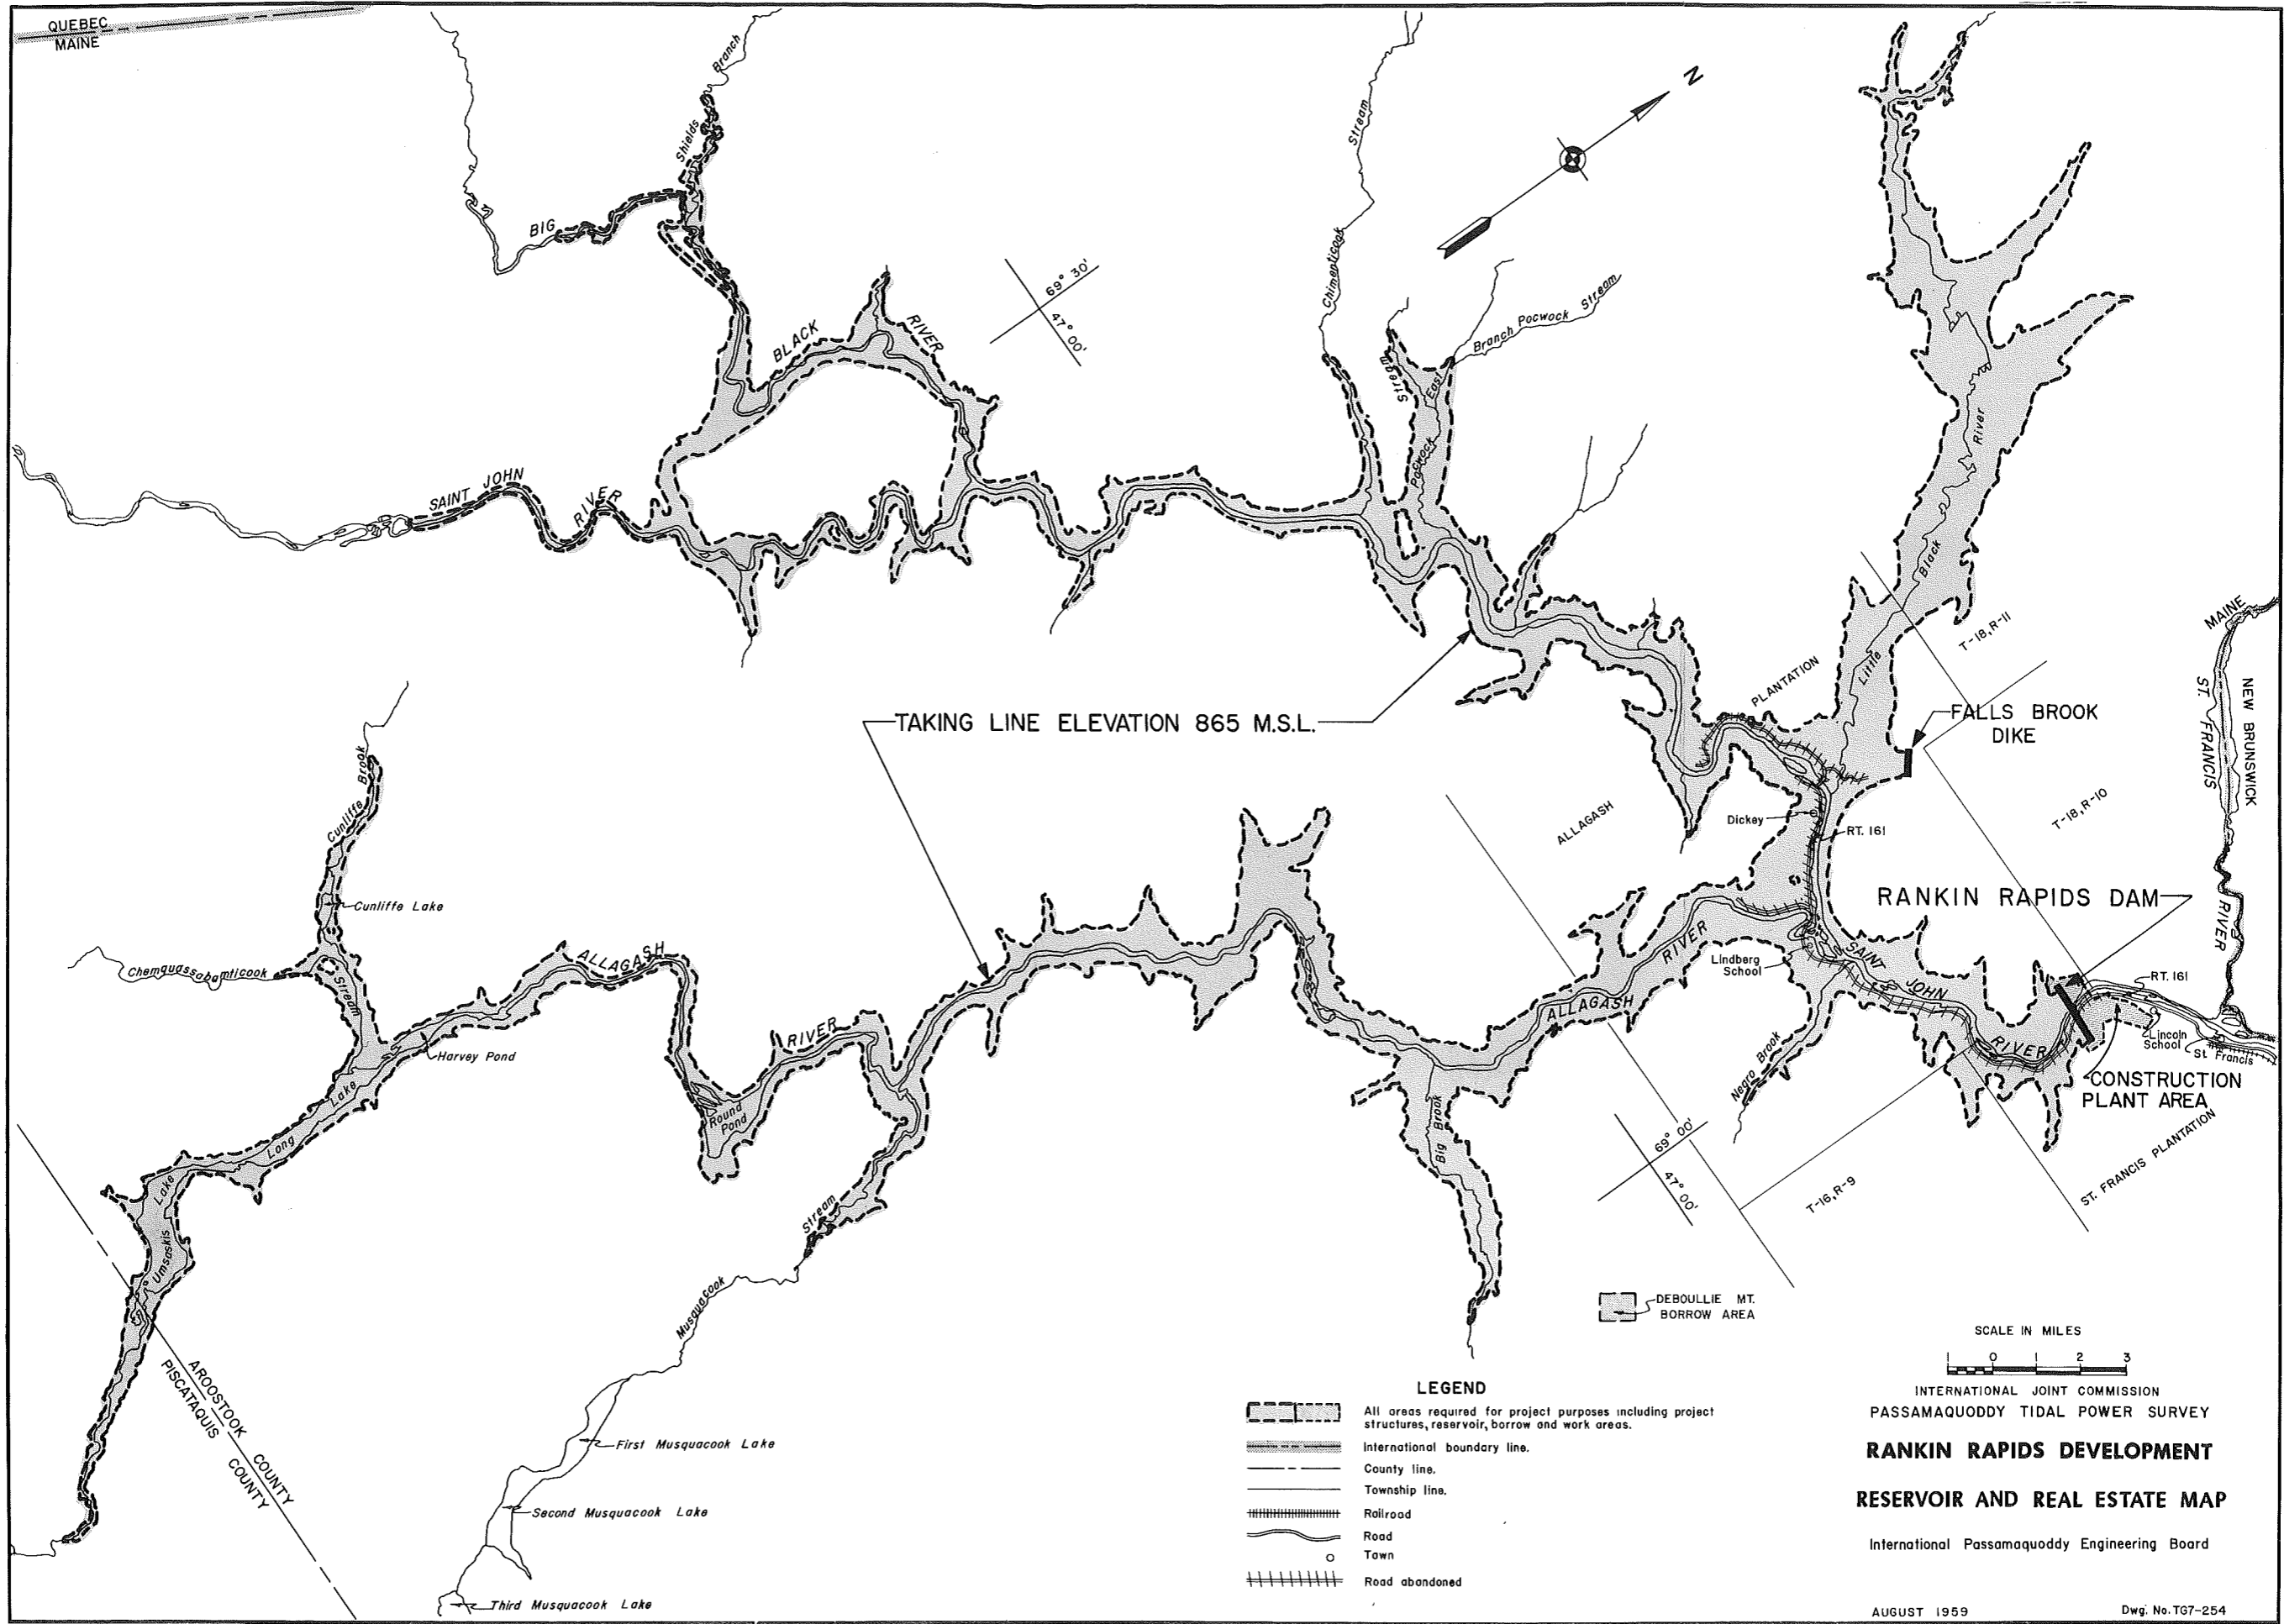 QUEBEC
MAINE
Shields Branch
BIG
BLACK
RIVER
69° 30'
47° 00'
Chimenticook Stream
N
Stream
East Branch Pocwock Stream
Pocwock
SAINT JOHN
RIVER
Little Black River
PLANTATION
T-18, R-11
MAINE
NEW BRUNSWICK
ST. FRANCIS
RIVER
TAKING LINE ELEVATION 865 M.S.L.
FALLS BROOK
DIKE
T-18, R-10
ALLAGASH
Dickey
RT. 161
RANKIN RAPIDS DAM
Cunliffe Brook
Cunliffe Lake
Chemquassabamticook
Stream
ALLAGASH
RIVER
Harvey Pond
Long Lake
Round
Pond
Umsaskis Lake
Musquacook Stream
ALLAGASH
RIVER
Lindberg
School
SAINT
JOHN
RIVER
RT. 161
Lincoln
School
St Francis
CONSTRUCTION
PLANT AREA
ST. FRANCIS PLANTATION
Negro Brook
Big Brook
69° 00'
47° 00'
T-16, R-9
DEBOULLIE MT.
BORROW AREA
AROOSTOOK COUNTY
PISCATAQUIS COUNTY
First Musquacook Lake
Second Musquacook Lake
Third Musquacook Lake
LEGEND
All areas required for project purposes including project
structures, reservoir, borrow and work areas.
International boundary line.
County line.
Township line.
Railroad
Road
Town
Road abandoned
SCALE IN MILES
1 0 1 2 3
INTERNATIONAL JOINT COMMISSION
PASSAMAQUODDY TIDAL POWER SURVEY
RANKIN RAPIDS DEVELOPMENT
RESERVOIR AND REAL ESTATE MAP
International Passamaquoddy Engineering Board
AUGUST 1959
Dwg. No. TG7-254